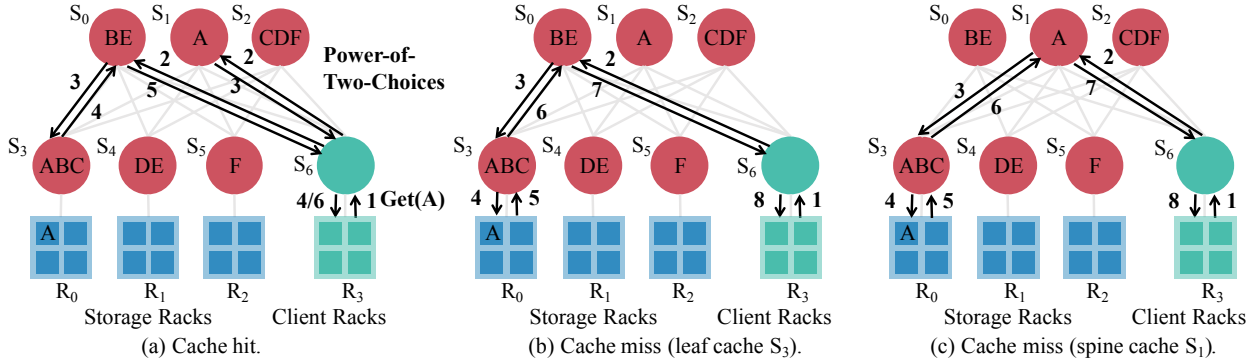 S0 BE S1 A S2 CDF
Power-of-
Two-Choices
3 4 2 5 2 3
S3 ABC S4 DE S5 F S6
4/6 1 Get(A)
A
R0 R1 R2 R3
Storage Racks Client Racks
(a) Cache hit.
S0 BE S1 A S2 CDF
3 6 2 7
S3 ABC S4 DE S5 F S6
4 5 8 1
A
R0 R1 R2 R3
Storage Racks Client Racks
(b) Cache miss (leaf cache S3).
S0 BE S1 A S2 CDF
3 6 2 7
S3 ABC S4 DE S5 F S6
4 5 8 1
A
R0 R1 R2 R3
Storage Racks Client Racks
(c) Cache miss (spine cache S1).